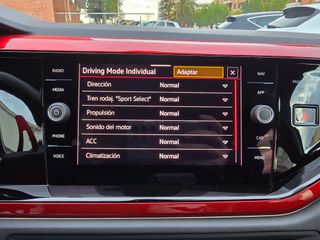 RADIO
MEDIA
PHONE
VOICE
Driving Mode Individual Adaptar
Dirección Normal
Tren rodaj. "Sport Select" Normal
Propulsión Normal
Sonido del motor Normal
ACC Normal
Climatización Normal
NAV
APP
CAR
MENU